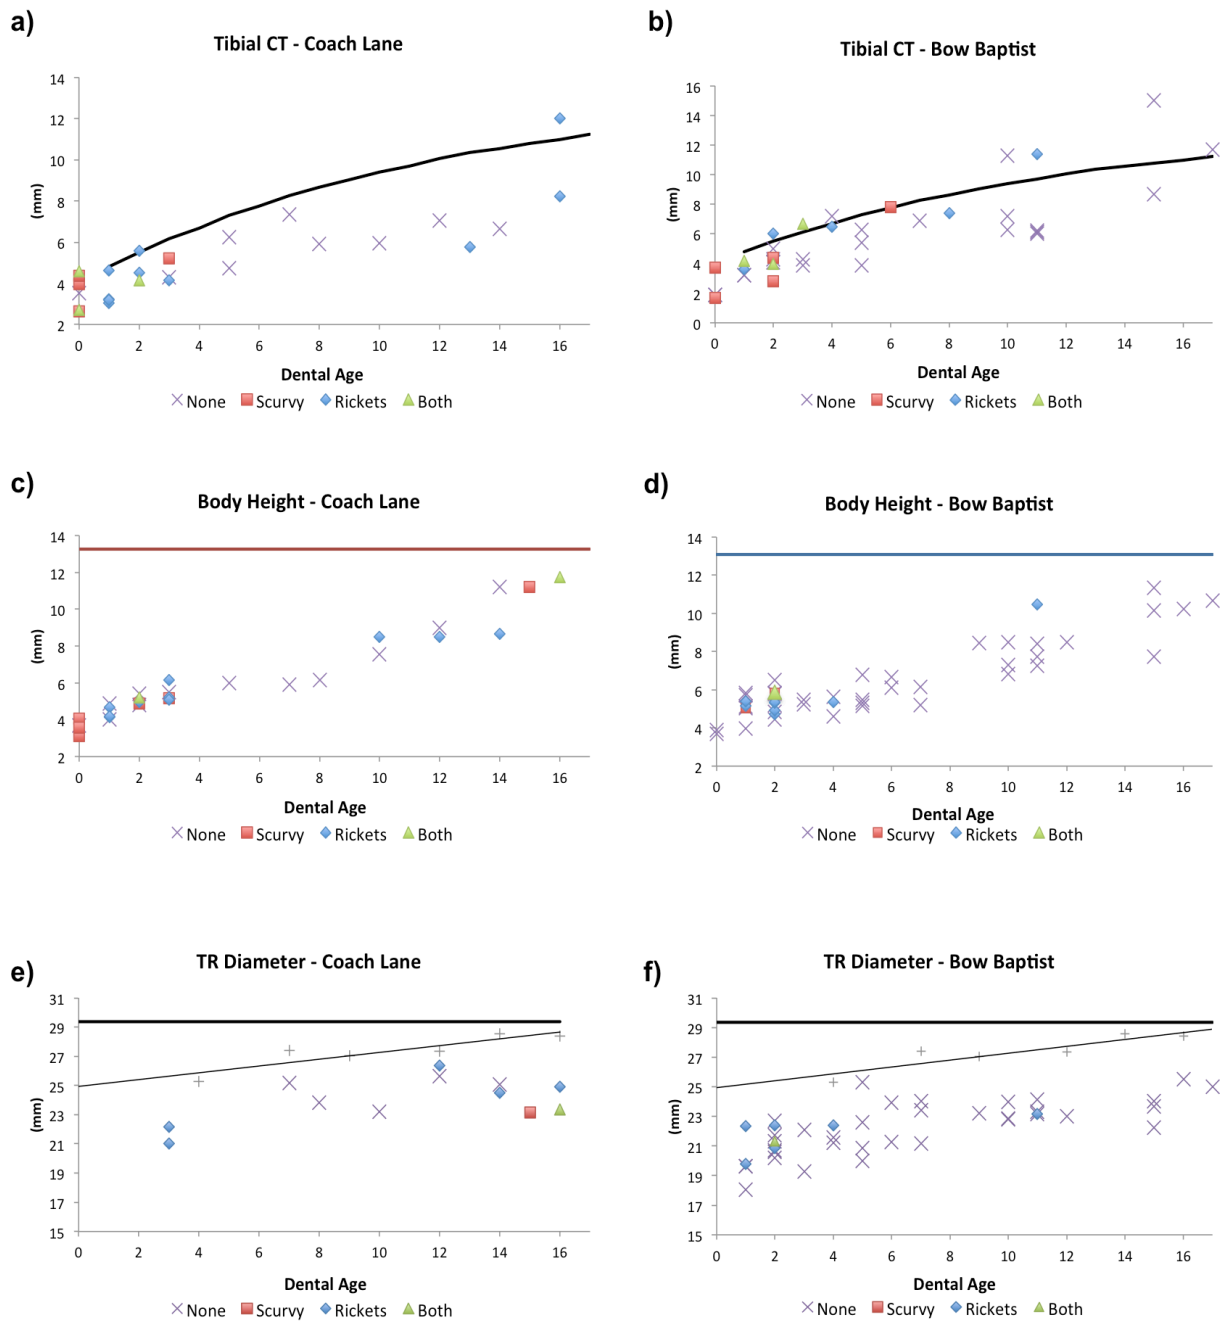 a)
Tibial CT - Coach Lane
14
12
10
8
6
4
2
(mm)
0 2 4 6 8 10 12 14 16
Dental Age
None Scurvy Rickets Both
b)
Tibial CT - Bow Baptist
16
14
12
10
8
6
4
2
0
(mm)
0 2 4 6 8 10 12 14 16
Dental Age
None Scurvy Rickets Both
c)
Body Height - Coach Lane
14
12
10
8
6
4
2
(mm)
0 2 4 6 8 10 12 14 16
Dental Age
None Scurvy Rickets Both
d)
Body Height - Bow Baptist
14
12
10
8
6
4
2
(mm)
0 2 4 6 8 10 12 14 16
Dental Age
None Scurvy Rickets Both
e)
TR Diameter - Coach Lane
31
29
27
25
23
21
19
17
15
(mm)
0 2 4 6 8 10 12 14 16
Dental Age
None Scurvy Rickets Both
f)
TR Diameter - Bow Baptist
31
29
27
25
23
21
19
17
15
(mm)
0 2 4 6 8 10 12 14 16
Dental Age
None Scurvy Rickets Both